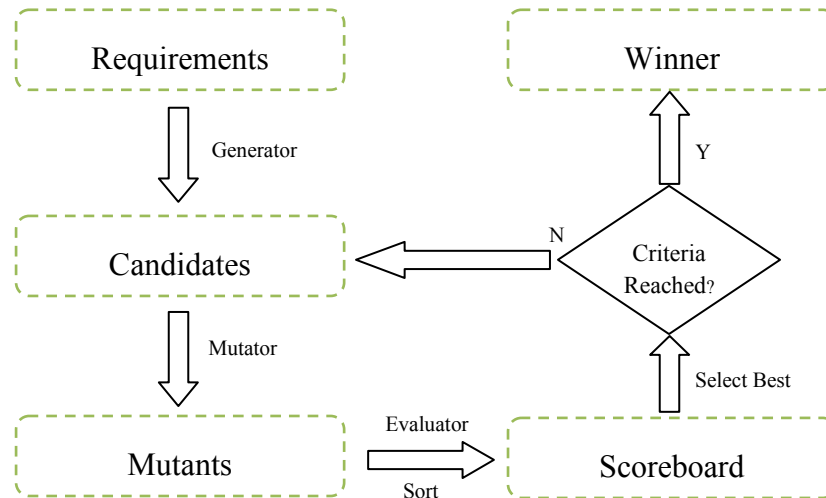 Requirements
Winner
Generator
Y
N
Candidates
Criteria
Reached?
Mutator
Select Best
Evaluator
Mutants
Scoreboard
Sort